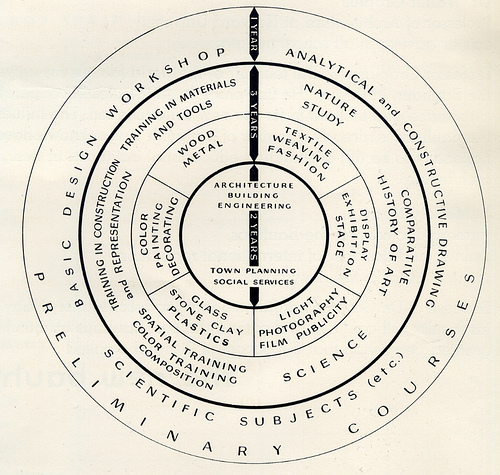 1 YEAR
BASIC DESIGN WORKSHOP
ANALYTICAL and CONSTRUCTIVE DRAWING
SCIENTIFIC SUBJECTS (etc.)
PRELIMINARY COURSES
3 YEARS
TRAINING IN MATERIALS
AND TOOLS
NATURE
STUDY
COMPARATIVE
HISTORY OF ART
SCIENCE
SPATIAL TRAINING
COLOR TRAINING
COMPOSITION
TRAINING IN CONSTRUCTION
and REPRESENTATION
WOOD
METAL
TEXTILE
WEAVING
FASHION
DISPLAY
EXHIBITION
STAGE
LIGHT
PHOTOGRAPHY
FILM PUBLICITY
GLASS
STONE CLAY
PLASTICS
COLOR
PAINTING
DECORATING
ARCHITECTURE
BUILDING
ENGINEERING
2 YEARS
TOWN PLANNING
SOCIAL SERVICES